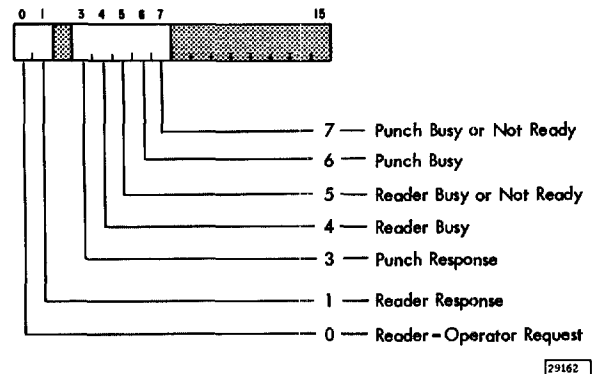 0 1 3 4 5 6 7 15
7 — Punch Busy or Not Ready
6 — Punch Busy
5 — Reader Busy or Not Ready
4 — Reader Busy
3 — Punch Response
1 — Reader Response
0 — Reader-Operator Request
29162